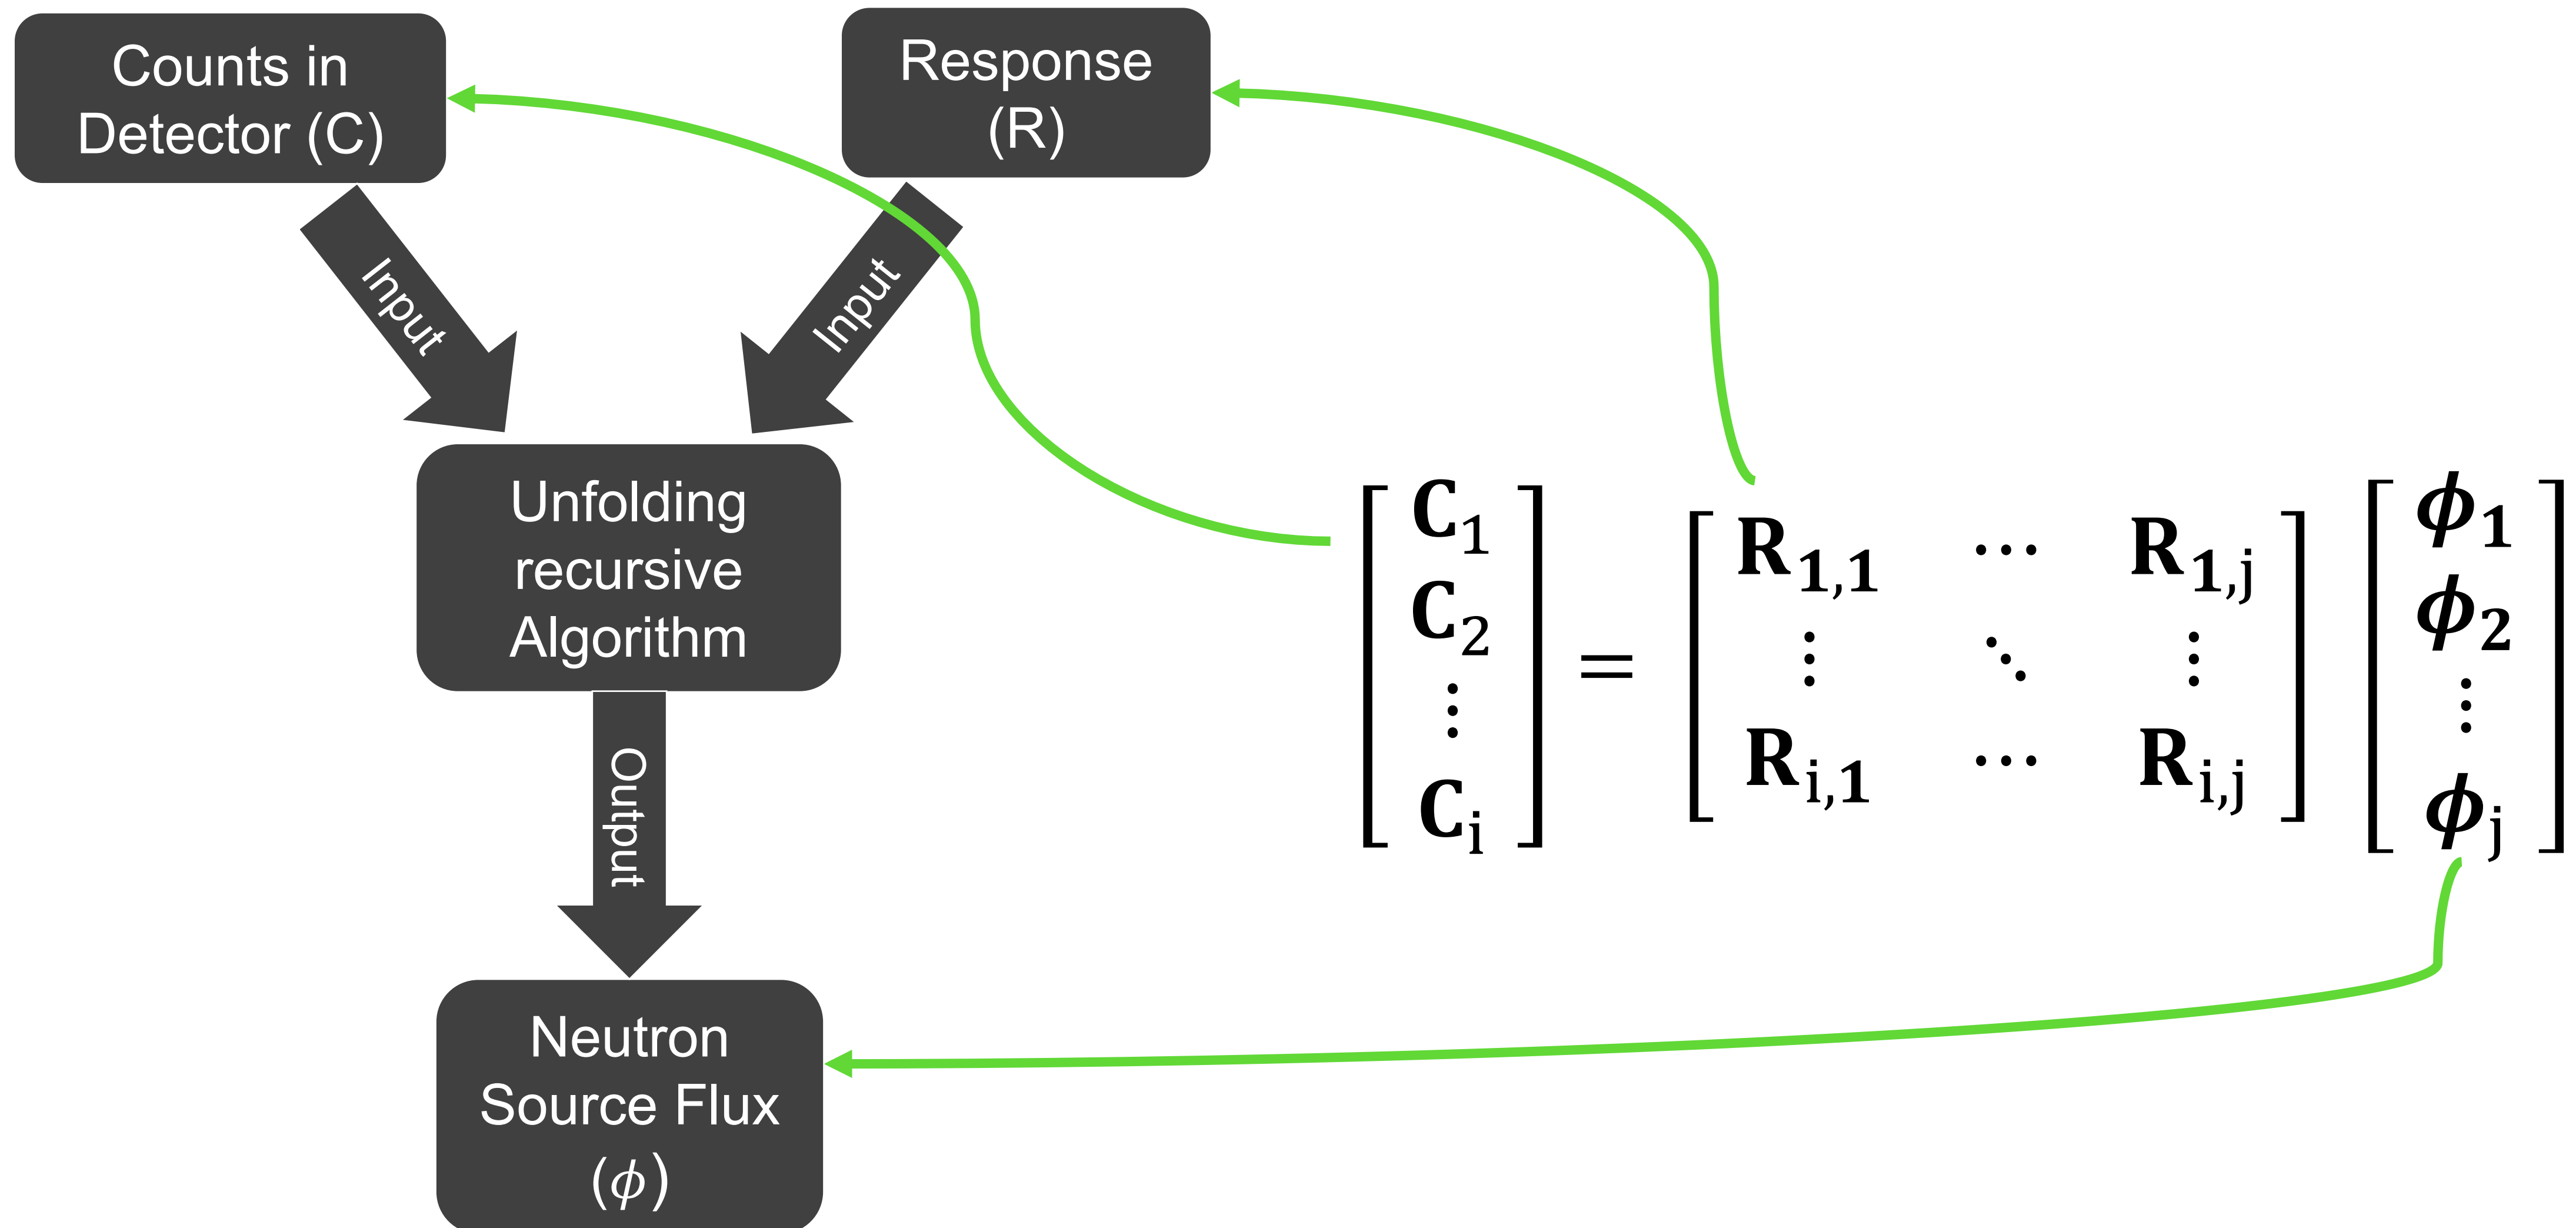 Counts in
Detector (C)
Response
(R)
Input
Input
Unfolding
recursive
Algorithm
Output
Neutron
Source Flux
(ϕ)
[C₁ C₂ ⋮ Cᵢ] = [R₁,₁ ⋯ R₁,ⱼ ⋮ ⋱ ⋮ Rᵢ,₁ ⋯ Rᵢ,ⱼ] [ϕ₁ ϕ₂ ⋮ ϕⱼ]